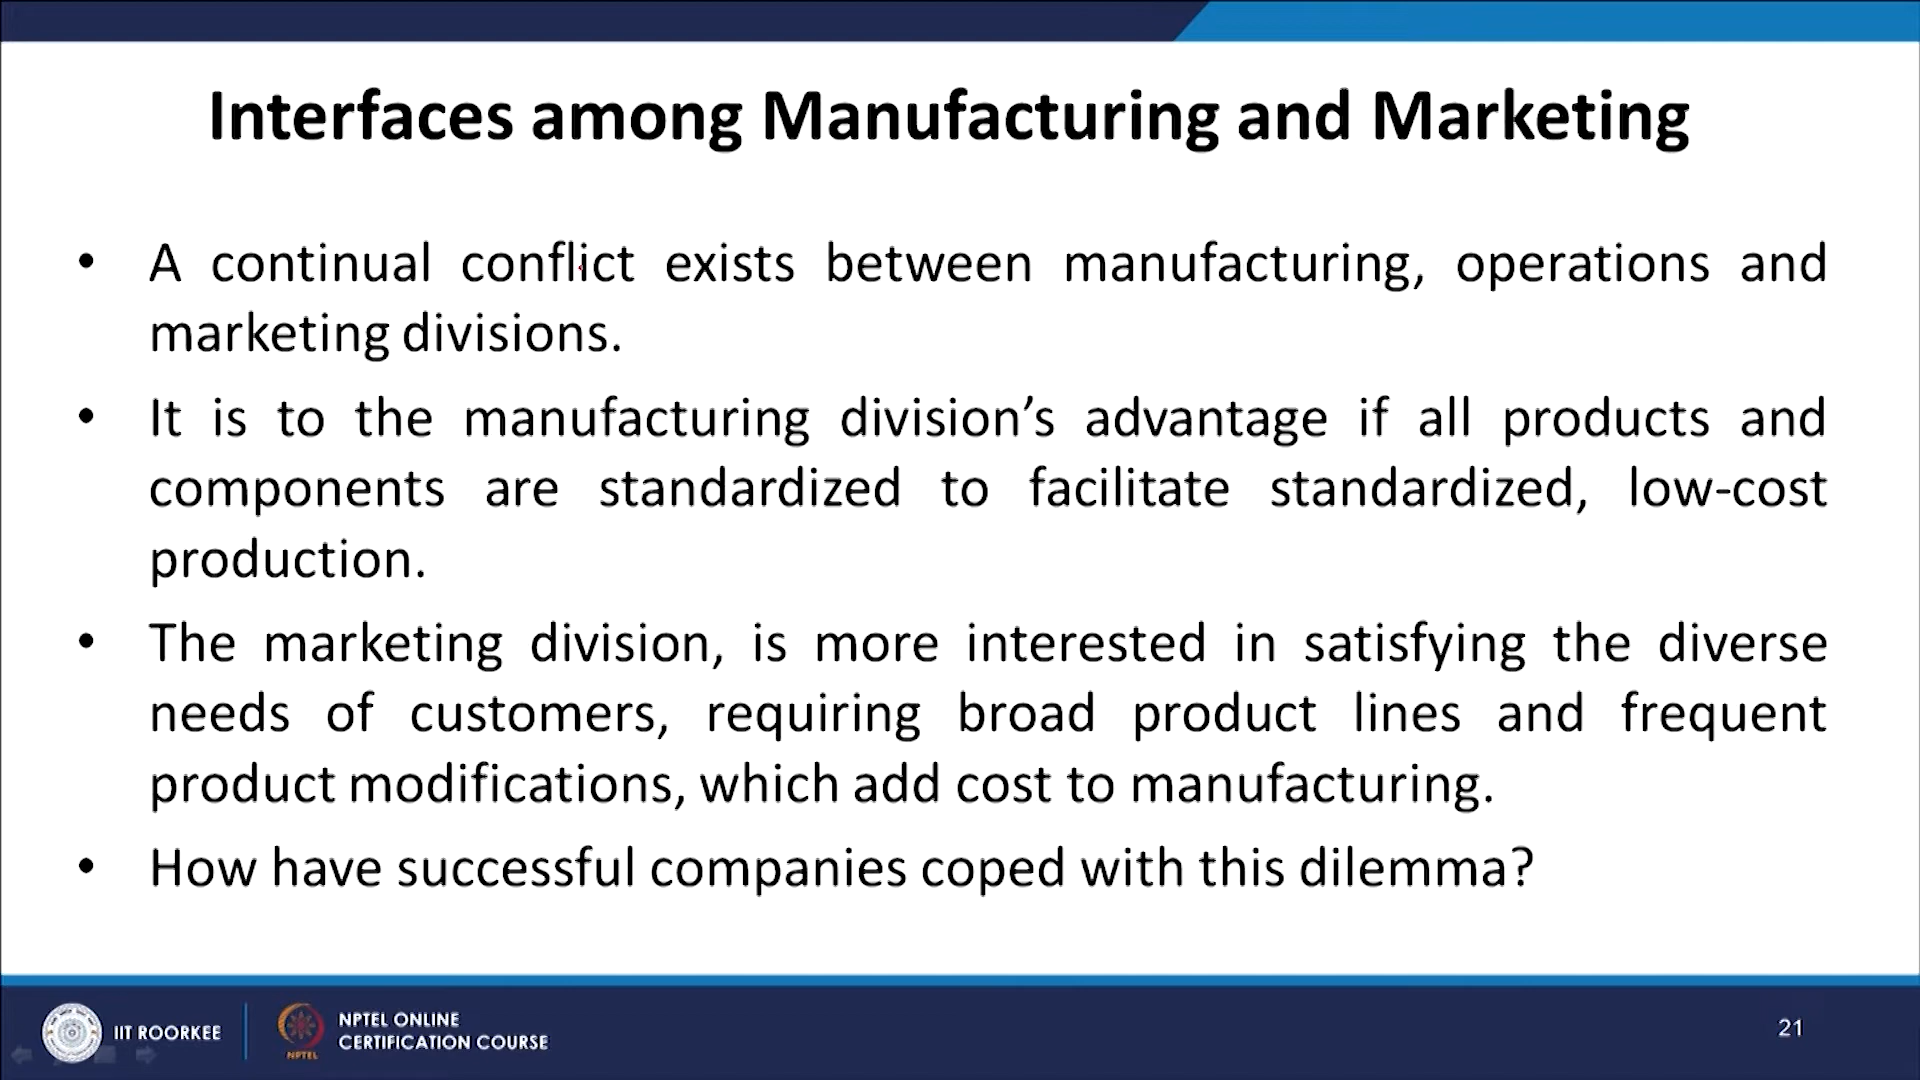 Interfaces among Manufacturing and Marketing
• A continual conflict exists between manufacturing, operations and
marketing divisions.
• It is to the manufacturing division’s advantage if all products and
components are standardized to facilitate standardized, low-cost
production.
• The marketing division, is more interested in satisfying the diverse
needs of customers, requiring broad product lines and frequent
product modifications, which add cost to manufacturing.
• How have successful companies coped with this dilemma?
IIT ROORKEE
NPTEL
NPTEL ONLINE
CERTIFICATION COURSE
21